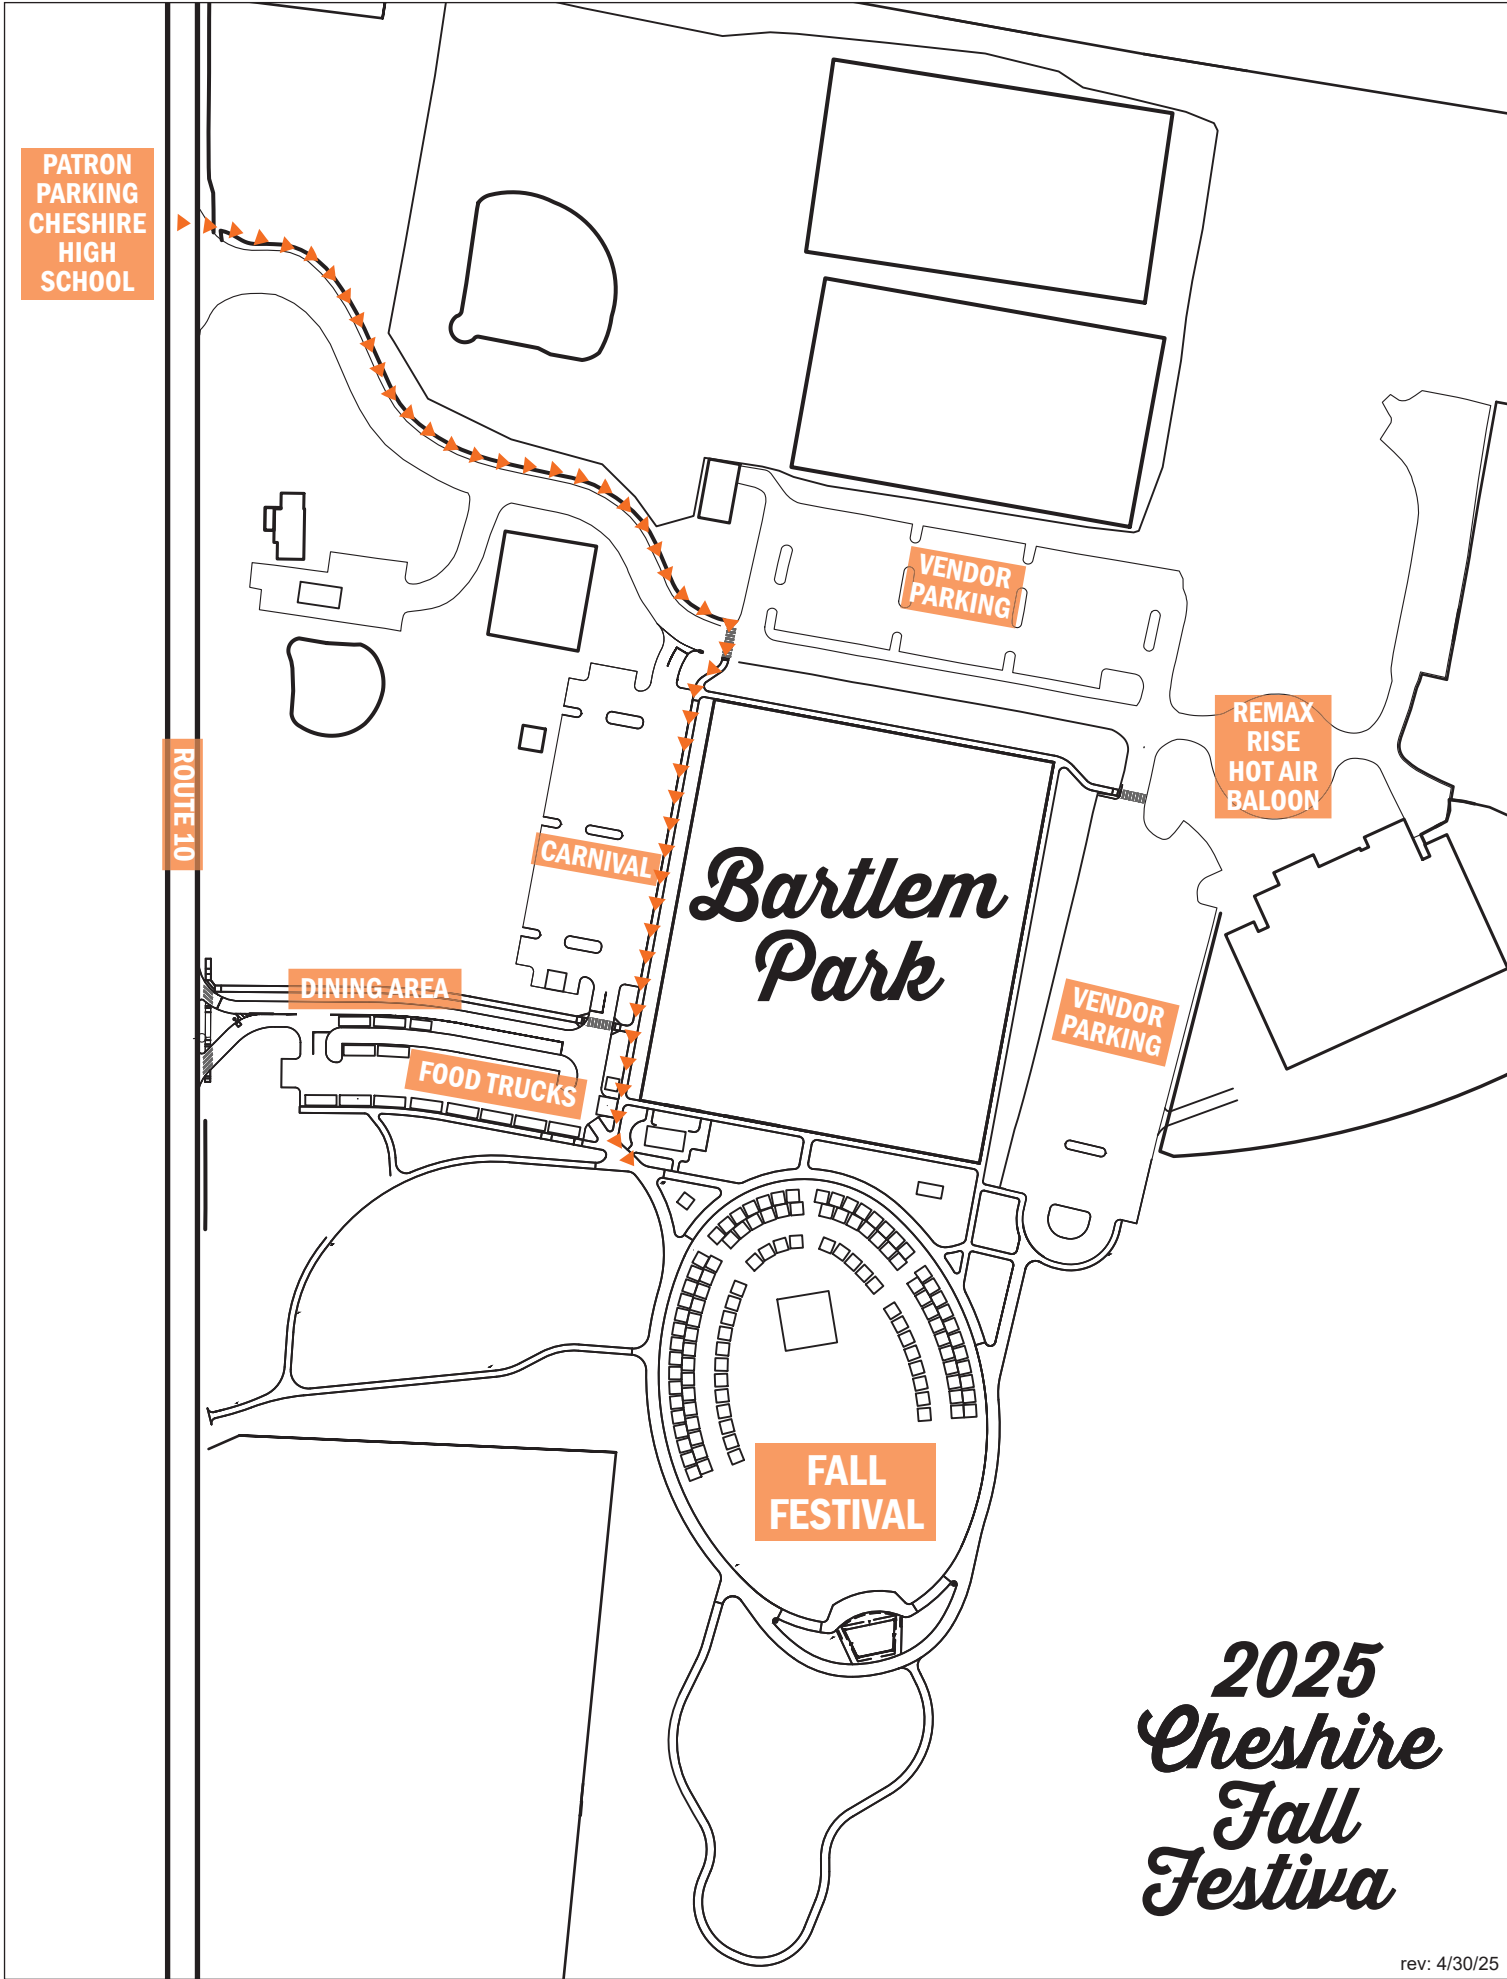 PATRON
PARKING
CHESHIRE
HIGH
SCHOOL
VENDOR
PARKING
REMAX
RISE
HOT AIR
BALOON
ROUTE 10
CARNIVAL
Bartlem
Park
DINING AREA
VENDOR
PARKING
FOOD TRUCKS
FALL
FESTIVAL
2025
Cheshire
Fall
Festiva
rev: 4/30/25